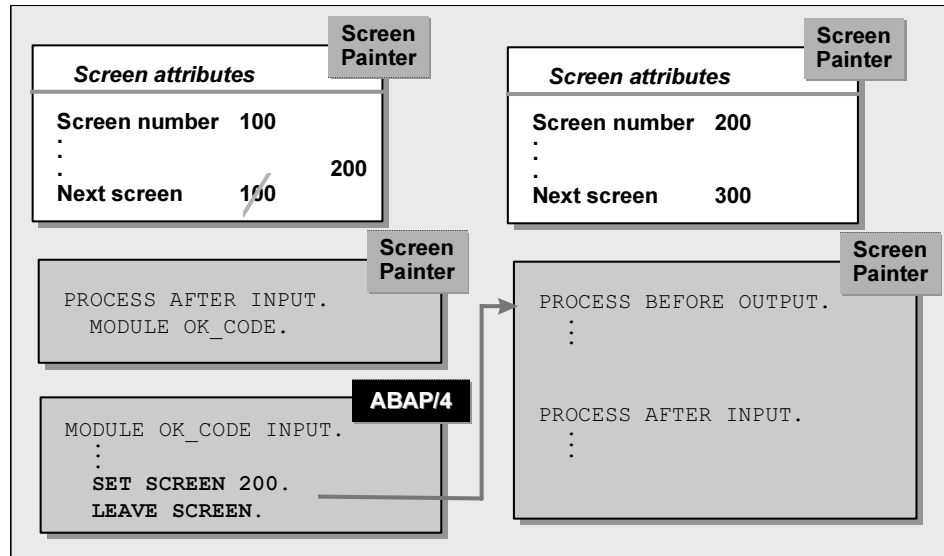 Screen
Painter
Screen attributes
Screen number 100
.
.
.
200
Next screen 100
Screen
Painter
Screen attributes
Screen number 200
.
.
.
Next screen 300
Screen
Painter
PROCESS AFTER INPUT.
MODULE OK_CODE.
ABAP/4
MODULE OK_CODE INPUT.
:
SET SCREEN 200.
LEAVE SCREEN.
Screen
Painter
PROCESS BEFORE OUTPUT.
:
PROCESS AFTER INPUT.
: